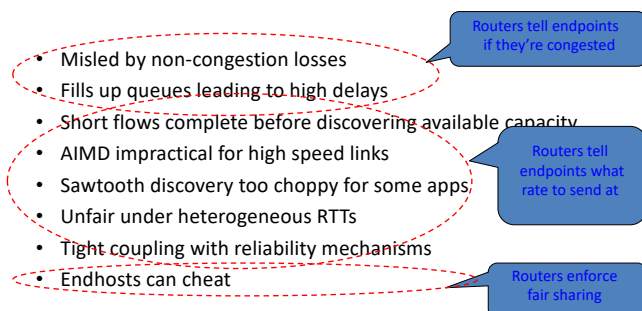 Routers tell endpoints
if they're congested
• Misled by non-congestion losses
• Fills up queues leading to high delays
• Short flows complete before discovering available capacity
• AIMD impractical for high speed links
• Sawtooth discovery too choppy for some apps
• Unfair under heterogeneous RTTs
• Tight coupling with reliability mechanisms
• Endhosts can cheat
Routers tell
endpoints what
rate to send at
Routers enforce
fair sharing